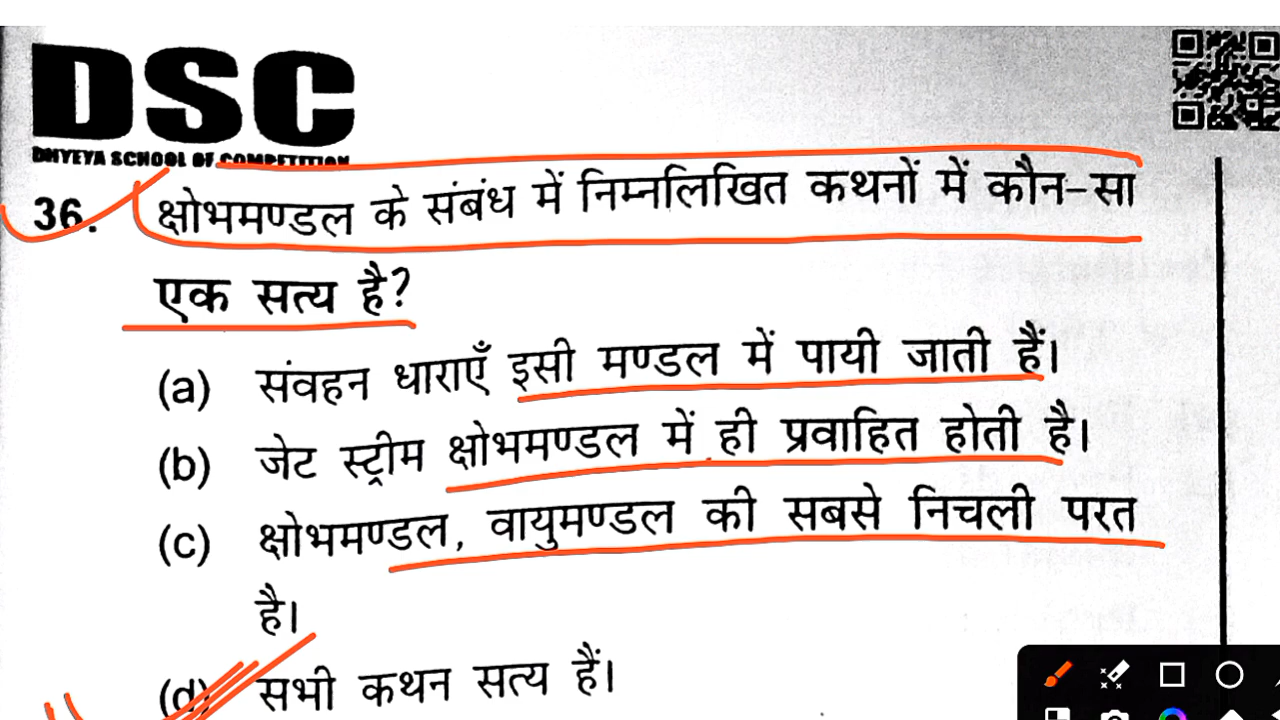 DSC
DHYEYA SCHOOL OF COMPETITION
36. क्षोभमण्डल के संबंध में निम्नलिखित कथनों में कौन-सा
एक सत्य है?
(a) संवहन धाराएँ इसी मण्डल में पायी जाती हैं।
(b) जेट स्ट्रीम क्षोभमण्डल में ही प्रवाहित होती है।
(c) क्षोभमण्डल, वायुमण्डल की सबसे निचली परत
है।
(d) सभी कथन सत्य हैं।